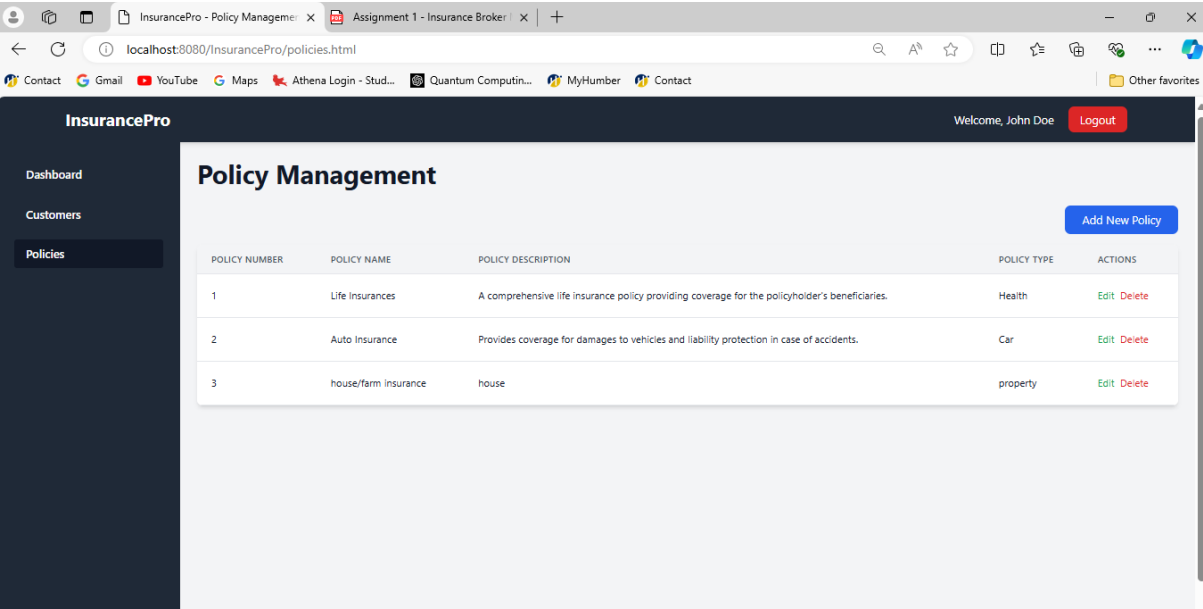 InsurancePro - Policy Managemen
Assignment 1 - Insurance Broker
localhost:8080/InsurancePro/policies.html
Contact Gmail YouTube Maps Athena Login - Stud... Quantum Computin... MyHumber Contact Other favorites
InsurancePro Welcome, John Doe Logout
Dashboard
Customers
Policies
Policy Management
Add New Policy
POLICY NUMBER POLICY NAME POLICY DESCRIPTION POLICY TYPE ACTIONS
1 Life Insurances A comprehensive life insurance policy providing coverage for the policyholder's beneficiaries. Health Edit Delete
2 Auto Insurance Provides coverage for damages to vehicles and liability protection in case of accidents. Car Edit Delete
3 house/farm insurance house property Edit Delete